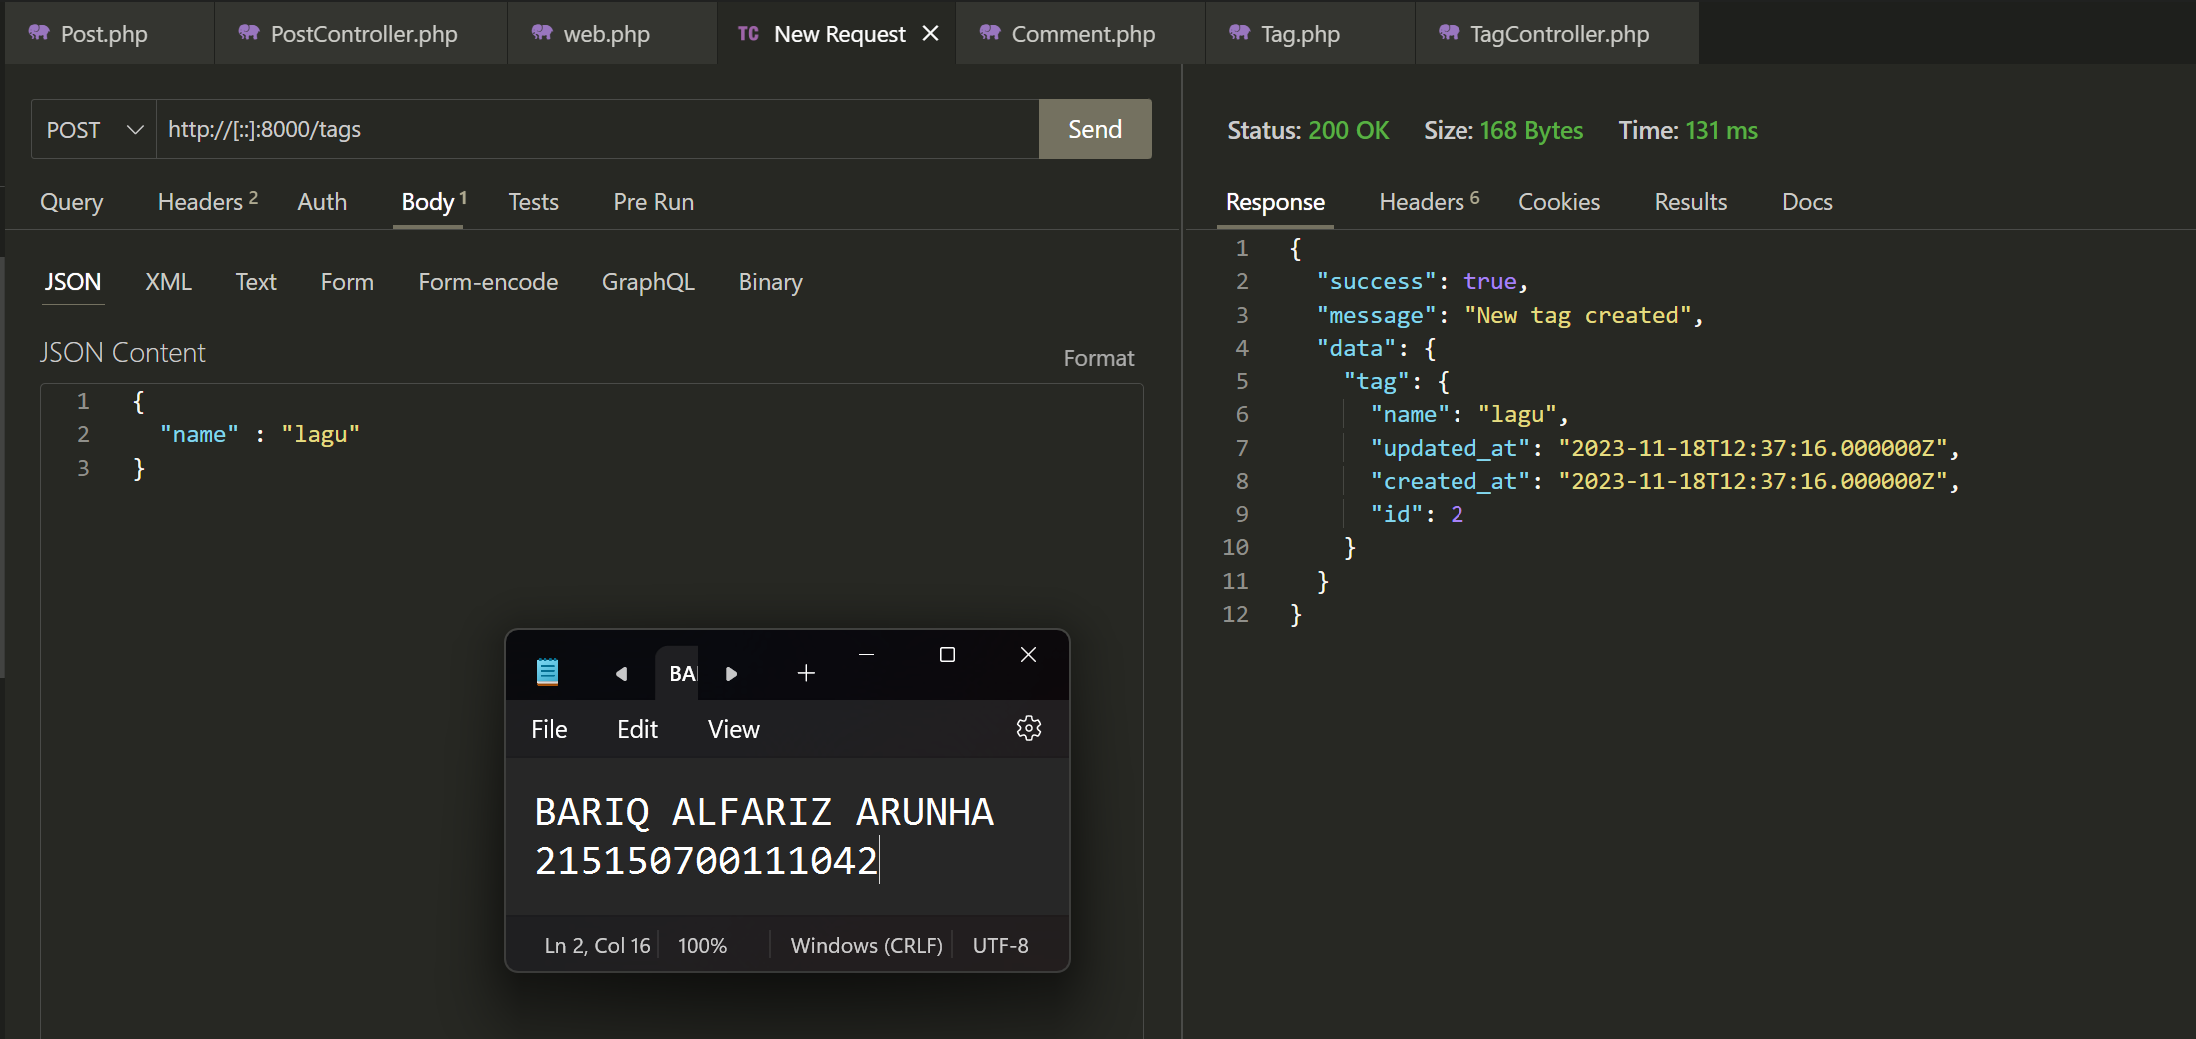 Post.php PostController.php web.php TC New Request Comment.php Tag.php TagController.php
POST http://[::]:8000/tags Send
Query Headers 2 Auth Body 1 Tests Pre Run
JSON XML Text Form Form-encode GraphQL Binary
JSON Content
Format
1 {
2 "name" : "lagu"
3 }
Status: 200 OK Size: 168 Bytes Time: 131 ms
Response Headers 6 Cookies Results Docs
1 {
2 "success": true,
3 "message": "New tag created",
4 "data": {
5 "tag": {
6 "name": "lagu",
7 "updated_at": "2023-11-18T12:37:16.000000Z",
8 "created_at": "2023-11-18T12:37:16.000000Z",
9 "id": 2
10 }
11 }
12 }
BA
File Edit View
BARIQ ALFARIZ ARUNHA
215150700111042
Ln 2, Col 16 100% Windows (CRLF) UTF-8